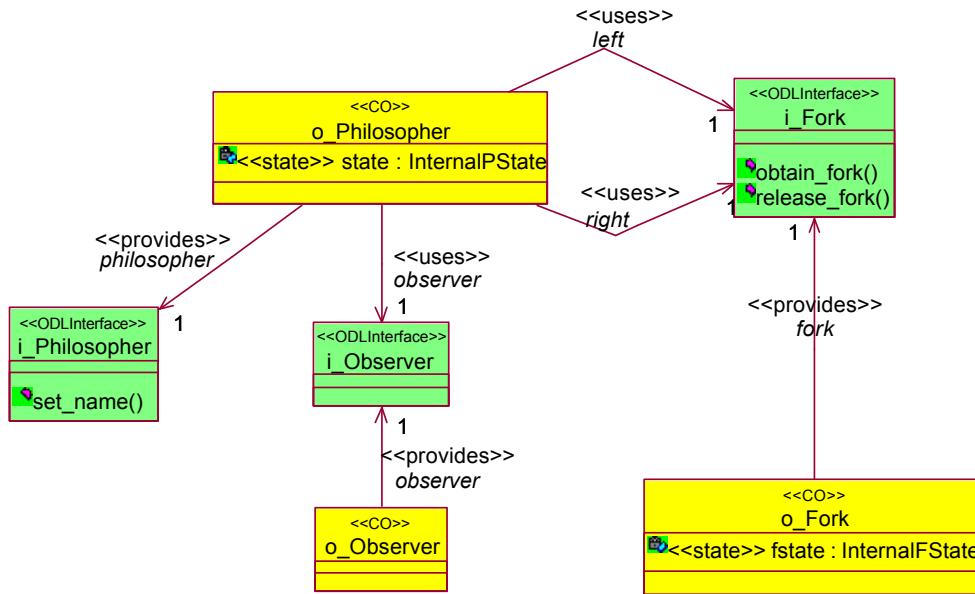 <<uses>>
left
<<CO>>
o_Philosopher
<<state>> state : InternalPState
<<ODLInterface>>
i_Fork
1
obtain_fork()
release_fork()
<<uses>>
right
1
1
<<provides>>
philosopher
1
<<uses>>
observer
1
<<provides>>
fork
<<ODLInterface>>
i_Philosopher
set_name()
<<ODLInterface>>
i_Observer
1
<<provides>>
observer
<<CO>>
o_Observer
<<CO>>
o_Fork
<<state>> fstate : InternalFState